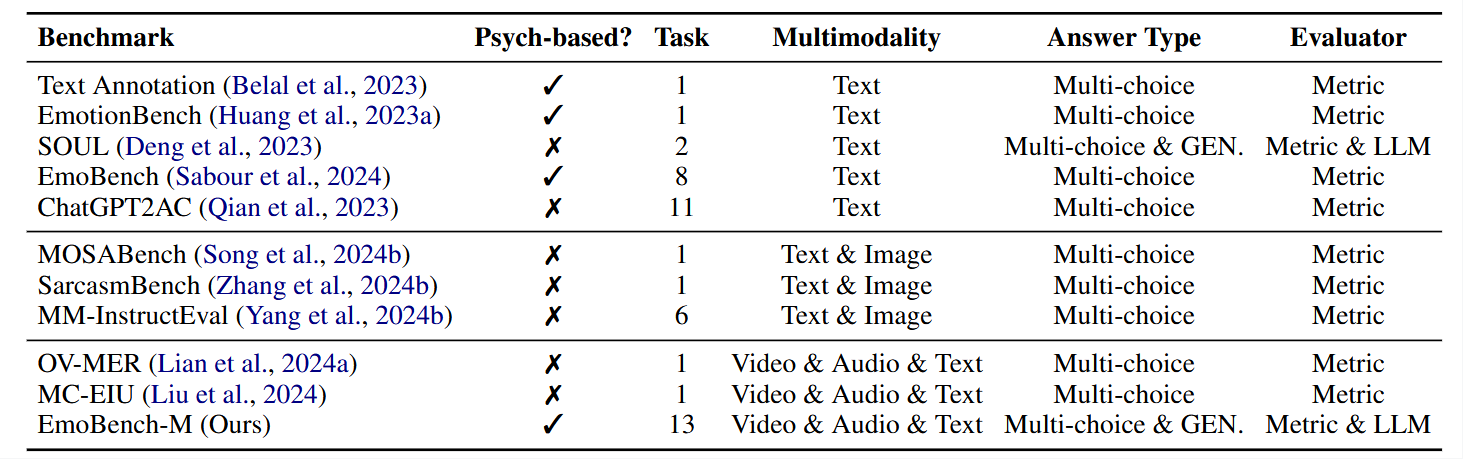 Benchmark Psych-based? Task Multimodality Answer Type Evaluator
Text Annotation (Belal et al., 2023) ✓ 1 Text Multi-choice Metric
EmotionBench (Huang et al., 2023a) ✓ 1 Text Multi-choice Metric
SOUL (Deng et al., 2023) ✗ 2 Text Multi-choice & GEN. Metric & LLM
EmoBench (Sabour et al., 2024) ✓ 8 Text Multi-choice Metric
ChatGPT2AC (Qian et al., 2023) ✗ 11 Text Multi-choice Metric
MOSABench (Song et al., 2024b) ✗ 1 Text & Image Multi-choice Metric
SarcasmBench (Zhang et al., 2024b) ✗ 1 Text & Image Multi-choice Metric
MM-InstructEval (Yang et al., 2024b) ✗ 6 Text & Image Multi-choice Metric
OV-MER (Lian et al., 2024a) ✗ 1 Video & Audio & Text Multi-choice Metric
MC-EIU (Liu et al., 2024) ✗ 1 Video & Audio & Text Multi-choice Metric
EmoBench-M (Ours) ✓ 13 Video & Audio & Text Multi-choice & GEN. Metric & LLM